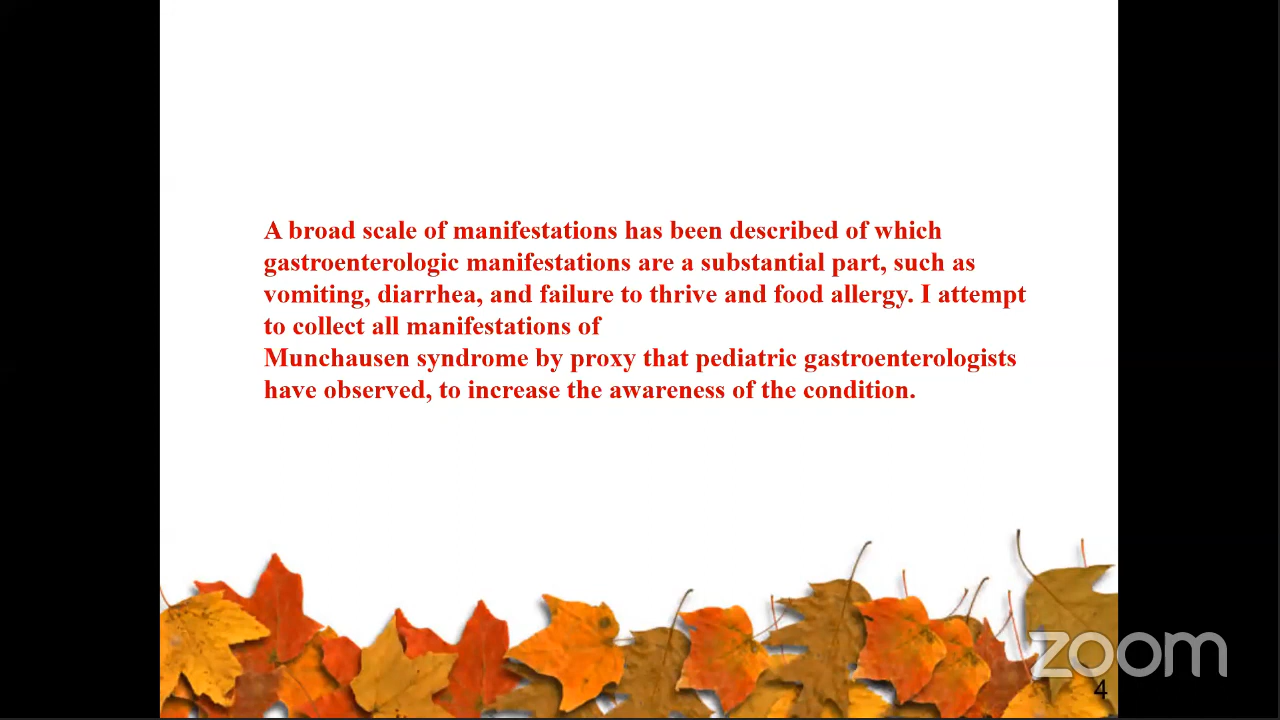 A broad scale of manifestations has been described of which
gastroenterologic manifestations are a substantial part, such as
vomiting, diarrhea, and failure to thrive and food allergy. I attempt
to collect all manifestations of
Munchausen syndrome by proxy that pediatric gastroenterologists
have observed, to increase the awareness of the condition.
zoom
4